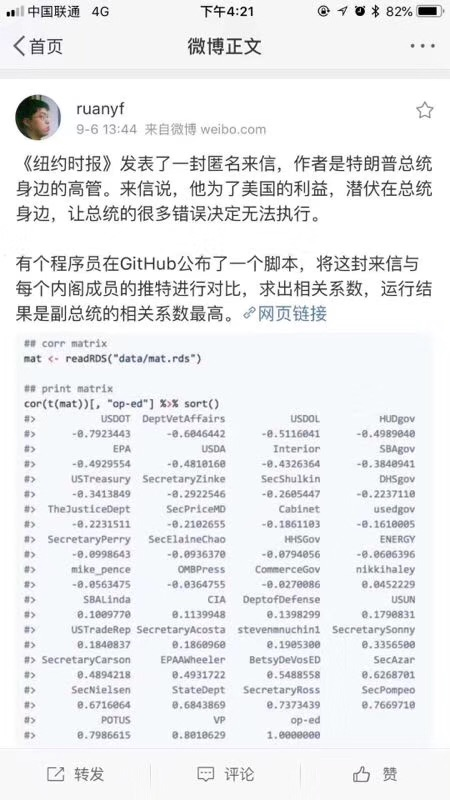 中国联通 4G 下午4:21 82%
首页 微博正文
ruanyf
9-6 13:44 来自微博 weibo.com
《纽约时报》发表了一封匿名来信，作者是特朗普总统
身边的高管。来信说，他为了美国的利益，潜伏在总统
身边，让总统的很多错误决定无法执行。
有个程序员在GitHub公布了一个脚本，将这封来信与
每个内阁成员的推特进行对比，求出相关系数，运行结
果是副总统的相关系数最高。网页链接
## corr matrix
mat <- readRDS("data/mat.rds")
## print matrix
cor(t(mat))[, "op-ed"] %>% sort()
#> USDOT DeptVetAffairs USDOL HUDgov
#> -0.7923443 -0.6046442 -0.5116041 -0.4989040
#> EPA USDA Interior SBAgov
#> -0.4929554 -0.4810160 -0.4326364 -0.3840941
#> USTreasury SecretaryZinke SecShulkin DHSgov
#> -0.3413849 -0.2922546 -0.2605447 -0.2237110
#> TheJusticeDept SecPriceMD Cabinet usedgov
#> -0.2231511 -0.2102655 -0.1861103 -0.1610005
#> SecretaryPerry SecElaineChao HHSGov ENERGY
#> -0.0998643 -0.0936370 -0.0794056 -0.0606396
#> mike_pence OMBPress CommerceGov nikkihaley
#> -0.0563475 -0.0364755 -0.0270086 0.0452229
#> SBALinda CIA DeptofDefense USUN
#> 0.1009770 0.1139948 0.1398299 0.1790831
#> USTradeRep SecretaryAcosta stevenmnuchin1 SecretarySonny
#> 0.1840837 0.1860960 0.1905300 0.3356500
#> SecretaryCarson EPAAWheeler BetsyDeVosED SecAzar
#> 0.4894218 0.4931722 0.5488558 0.6268701
#> SecNielsen StateDept SecretaryRoss SecPompeo
#> 0.6716064 0.6843869 0.7373439 0.7669710
#> POTUS VP op-ed
#> 0.7986615 0.8010629 1.0000000
转发 评论 赞